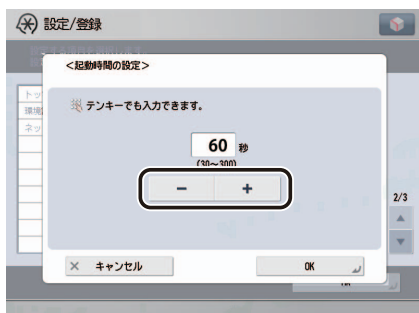 設定/登録
<起動時間の設定>
テンキーでも入力できます。
60 秒
(30~300)
- +
2/3
× キャンセル
OK